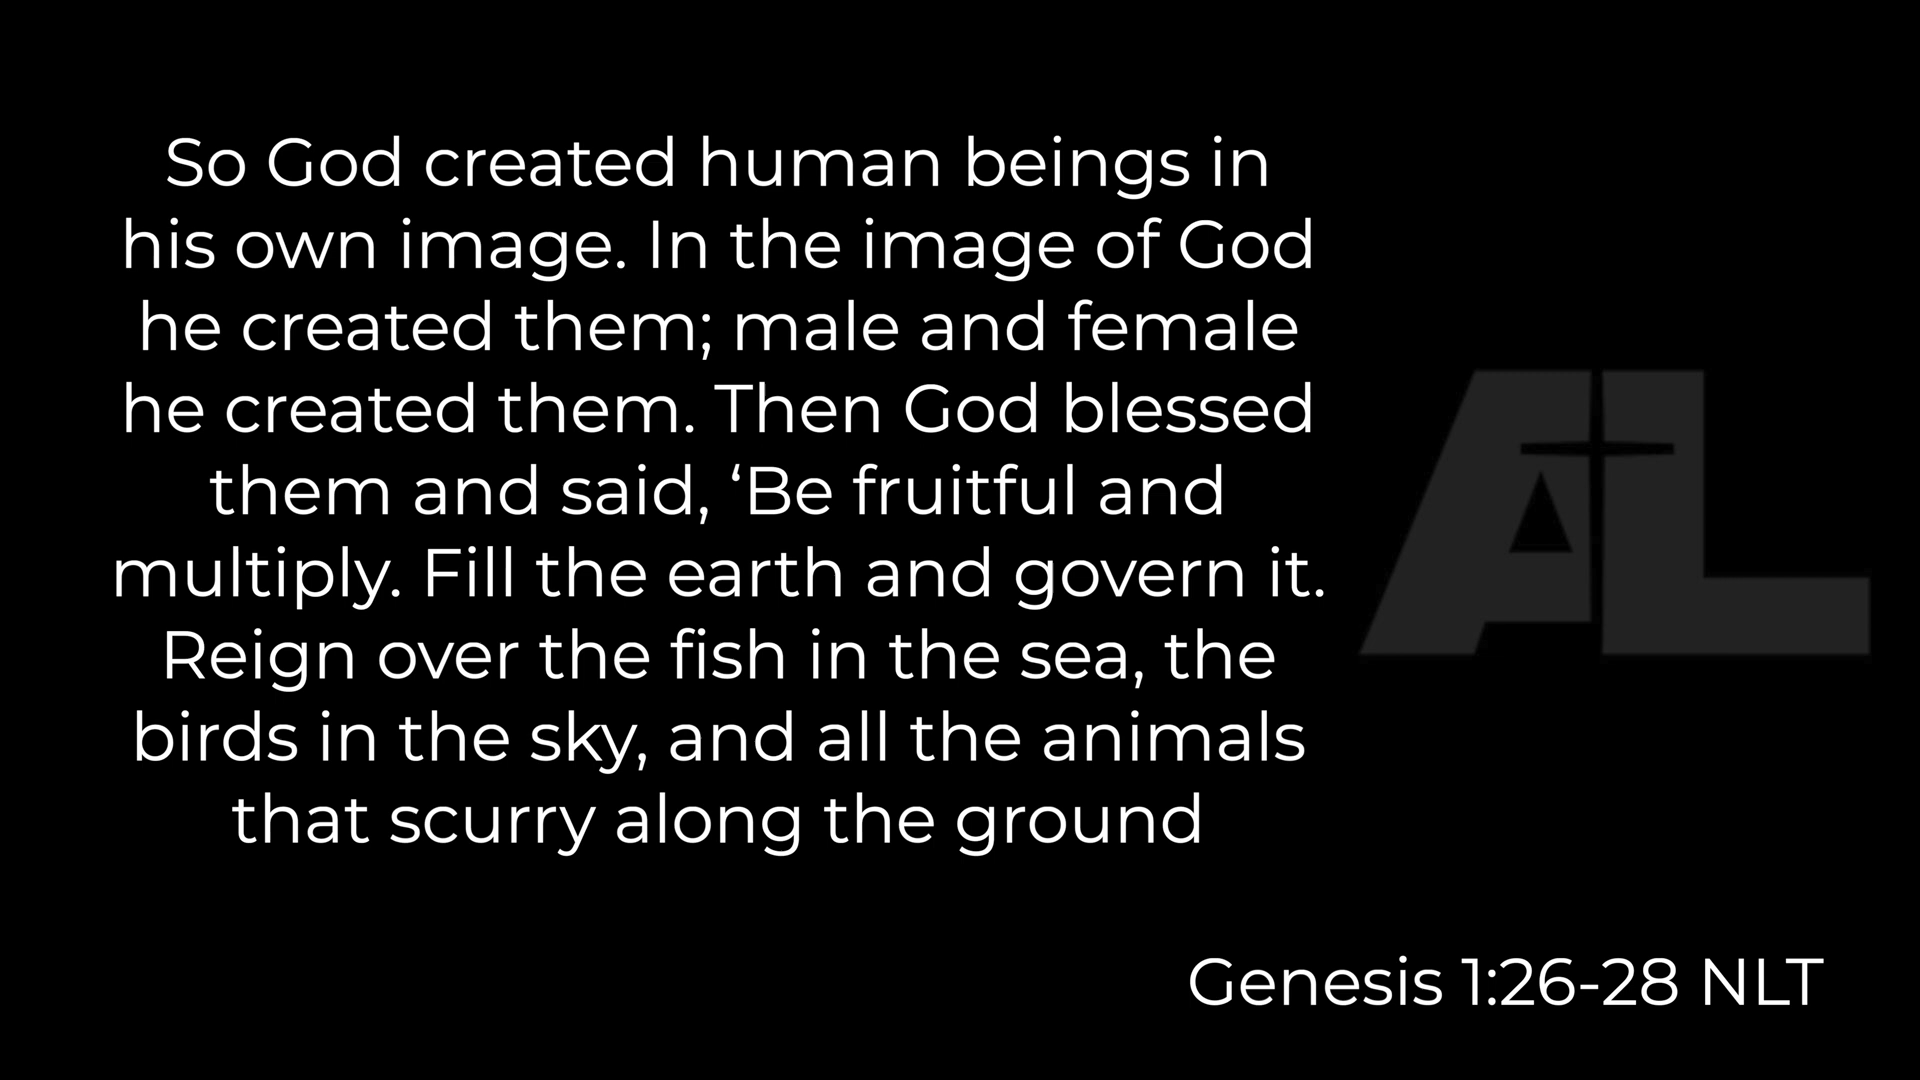 So God created human beings in
his own image. In the image of God
he created them; male and female
he created them. Then God blessed
them and said, ‘Be fruitful and
multiply. Fill the earth and govern it.
Reign over the fish in the sea, the
birds in the sky, and all the animals
that scurry along the ground
AL
Genesis 1:26-28 NLT